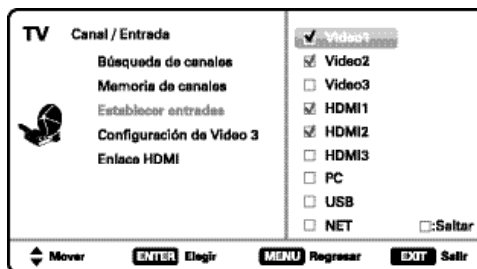 TV
Canal / Entrada
Búsqueda de canales
Memoria de canales
Establecer entradas
Configuración de Video 3
Enlace HDMI
Video1
Video2
Video3
HDMI1
HDMI2
HDMI3
PC
USB
NET
:Saltar
Mover ENTER Elegir MENU Regresar EXIT Salir